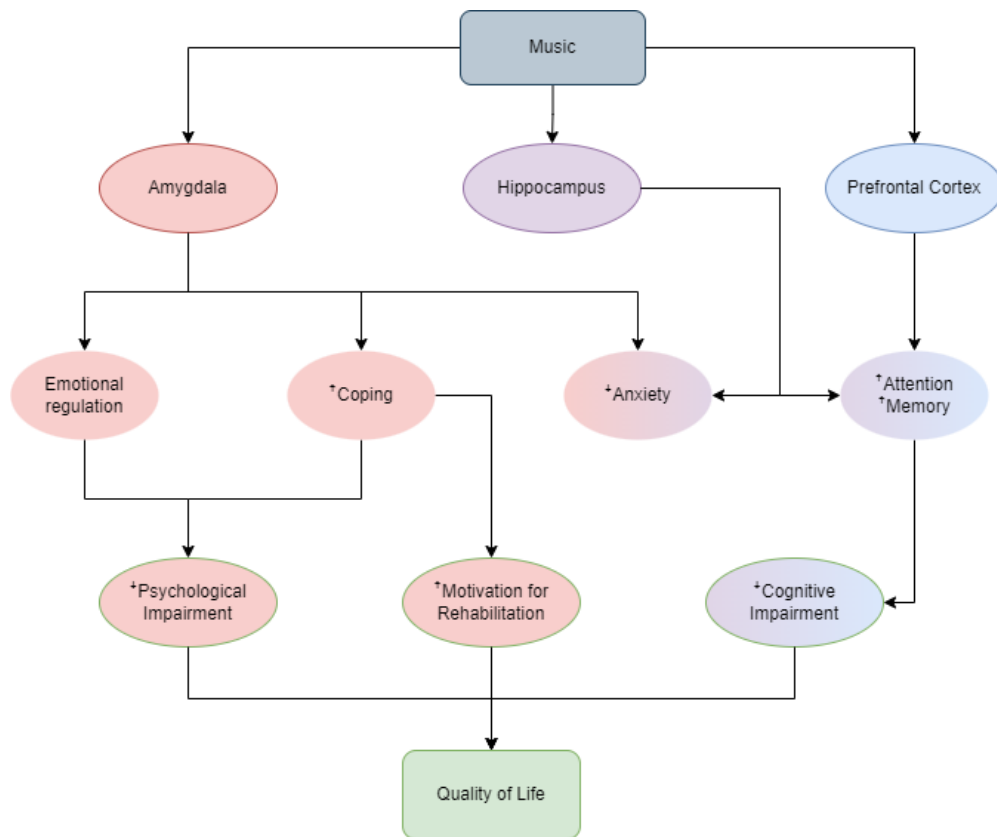 Music
Amygdala
Hippocampus
Prefrontal Cortex
Emotional
regulation
↑Coping
↓Anxiety
↑Attention
↑Memory
↓Psychological
Impairment
↑Motivation for
Rehabilitation
↓Cognitive
Impairment
Quality of Life